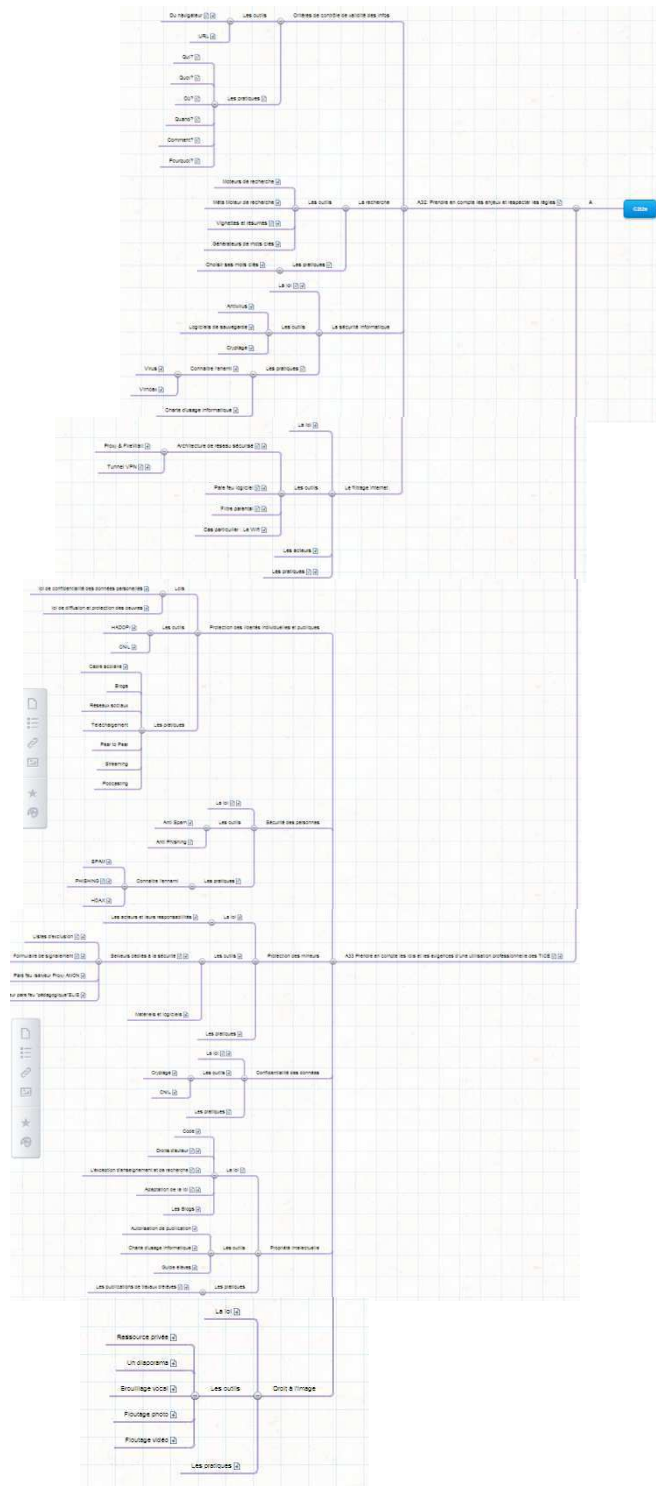 Du navigateur
Les outils
Critères de contrôle de validité des infos
URL
Qui?
Quoi?
Où?
Les pratiques
Quand?
Comment?
Pourquoi?
Moteurs de recherche
Méta Moteur de recherche
Les outils
La recherche
A32: Prendre en compte les enjeux et respecter les règles
A
C2i2e
Vignettes et résumés
Générateurs de mots clés
Choisir ses mots clés
Les pratiques
La loi
Antivirus
Logiciels de sauvegarde
Les outils
La sécurité informatique
Cryptage
Virus
Connaitre l'enemi
Les pratiques
Charte d'usage informatique
La loi
Proxy & FireWall
Architecture de réseau sécurisé
Tunnel VPN
Pare feu logiciel
Les outils
Le filtrage internet
Filtre parental
Cas particulier : Le Wifi
Les acteurs
Les pratiques
loi de confidentialité des données personelles
Lois
loi de diffusion et protection des oeuvres
HADOPI
Les outils
Protection des libertés individuelles et publiques
CNIL
Cadre scolaire
Blogs
Réseaux sociaux
Téléchargement
Les pratiques
Peer to Peer
Streaming
Podcasting
La loi
Anti Spam
Les outils
Sécurité des personnes
Anti Phishing
SPAM
PHISHING
Connaitre l'ennemi
Les pratiques
HOAX
Les acteurs et leurs responsabilités
La loi
Listes d'exclusion
Formulaire de signalement
Serveurs dédiés à la sécurité
Les outils
Protection des mineurs
A33 Prendre en compte les lois et les exigences d'une utilisation professionnelle des TICE
Pare feu /serveur Proxy AMON
ur pare feu "pédagogique"SLIS
Matériels et logiciels
Les pratiques
La loi
Cryptage
Les outils
Confidentialité des données
CNIL
Les pratiques
Code
Droits d'auteur
L'exception d'enseignement et de recherche
La loi
Adaptation de la loi
Les Blogs
Autorisation de publication
Charte d'usage informatique
Les outils
Propriété intellectuelle
Guide élèves
Les publications de travaux d'élèves
Les pratiques
La loi
Ressource privée
Un diaporama
Brouillage vocal
Les outils
Droit à l'image
Floutage photo
Floutage vidéo
Les pratiques